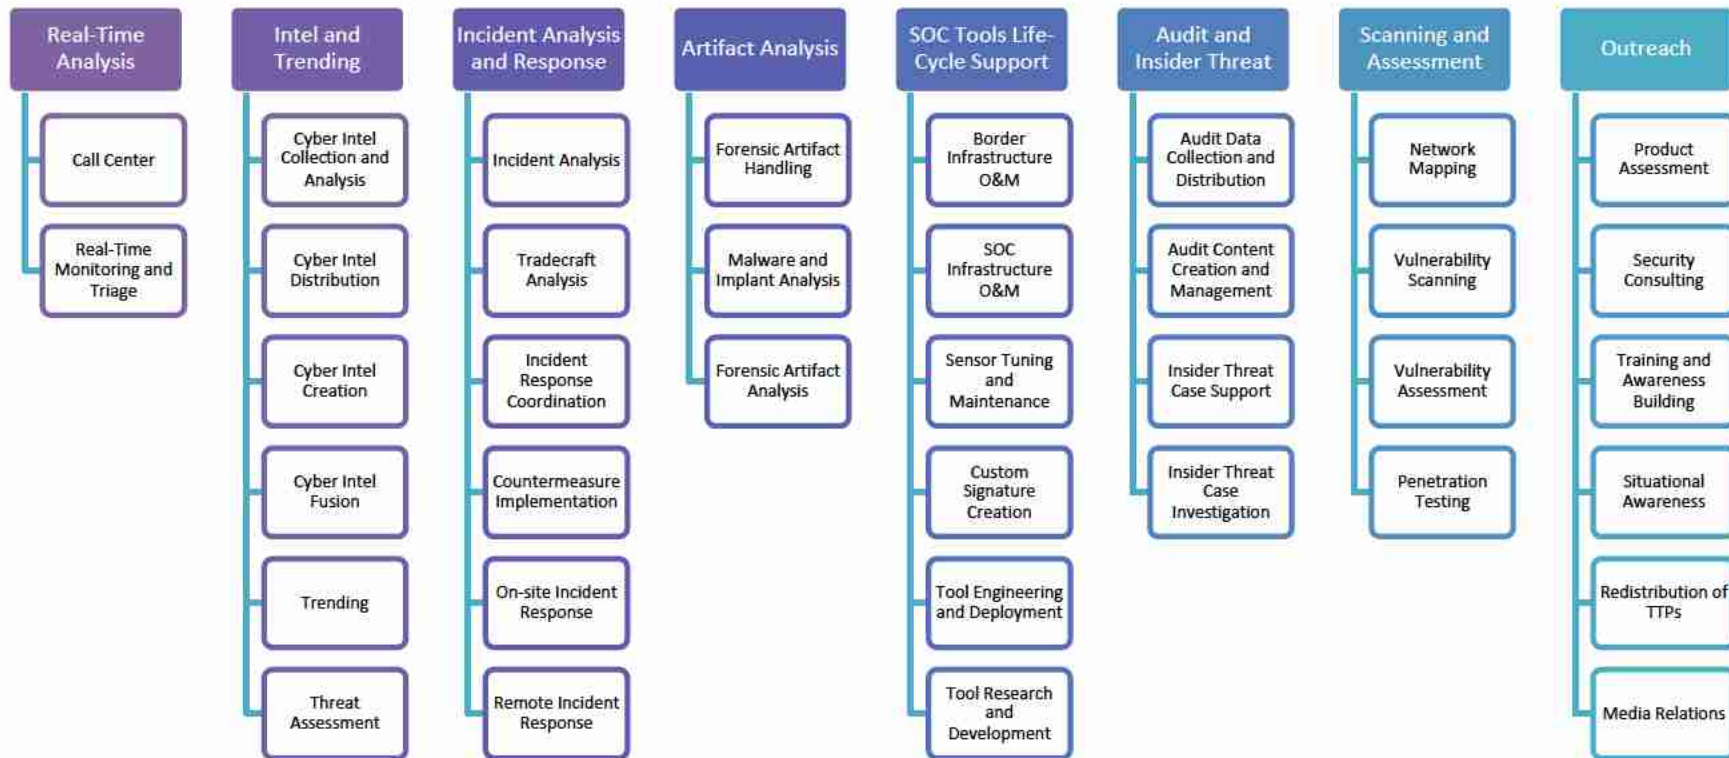 Real-Time
Analysis
Call Center
Real-Time
Monitoring and
Triage
Intel and
Trending
Cyber Intel
Collection and
Analysis
Cyber Intel
Distribution
Cyber Intel
Creation
Cyber Intel
Fusion
Trending
Threat
Assessment
Incident Analysis
and Response
Incident Analysis
Tradecraft
Analysis
Incident
Response
Coordination
Countermeasure
Implementation
On-site Incident
Response
Remote Incident
Response
Artifact Analysis
Forensic Artifact
Handling
Malware and
Implant Analysis
Forensic Artifact
Analysis
SOC Tools Life-
Cycle Support
Border
Infrastructure
O&M
SOC
Infrastructure
O&M
Sensor Tuning
and
Maintenance
Custom
Signature
Creation
Tool Engineering
and Deployment
Tool Research
and
Development
Audit and
Insider Threat
Audit Data
Collection and
Distribution
Audit Content
Creation and
Management
Insider Threat
Case Support
Insider Threat
Case
Investigation
Scanning and
Assessment
Network
Mapping
Vulnerability
Scanning
Vulnerability
Assessment
Penetration
Testing
Outreach
Product
Assessment
Security
Consulting
Training and
Awareness
Building
Situational
Awareness
Redistribution of
TTPs
Media Relations